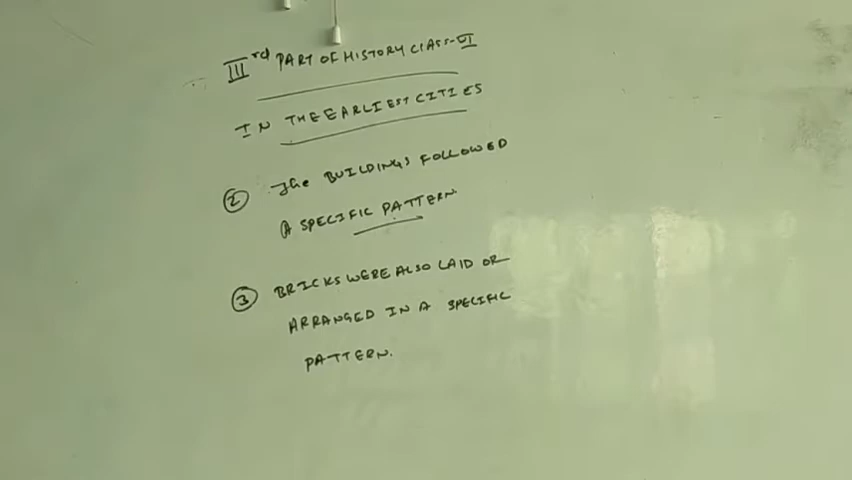 IIIrd PART OF HISTORY CLASS-VI
IN THE EARLIEST CITIES
② The BUILDINGS FOLLOWED
A SPECIFIC PATTERN
③ BRICKS WERE ALSO LAID OR
ARRANGED IN A SPECIFIC
PATTERN.